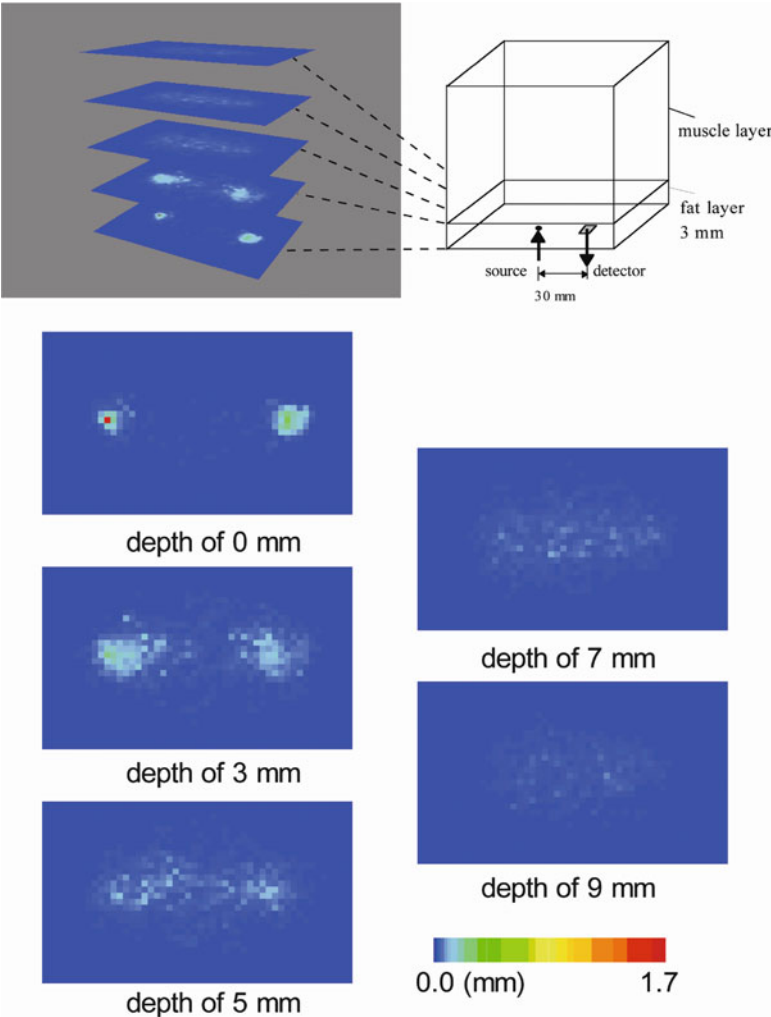 muscle layer
fat layer
3 mm
source
detector
30 mm
depth of 0 mm
depth of 3 mm
depth of 5 mm
depth of 7 mm
depth of 9 mm
0.0 (mm) 1.7